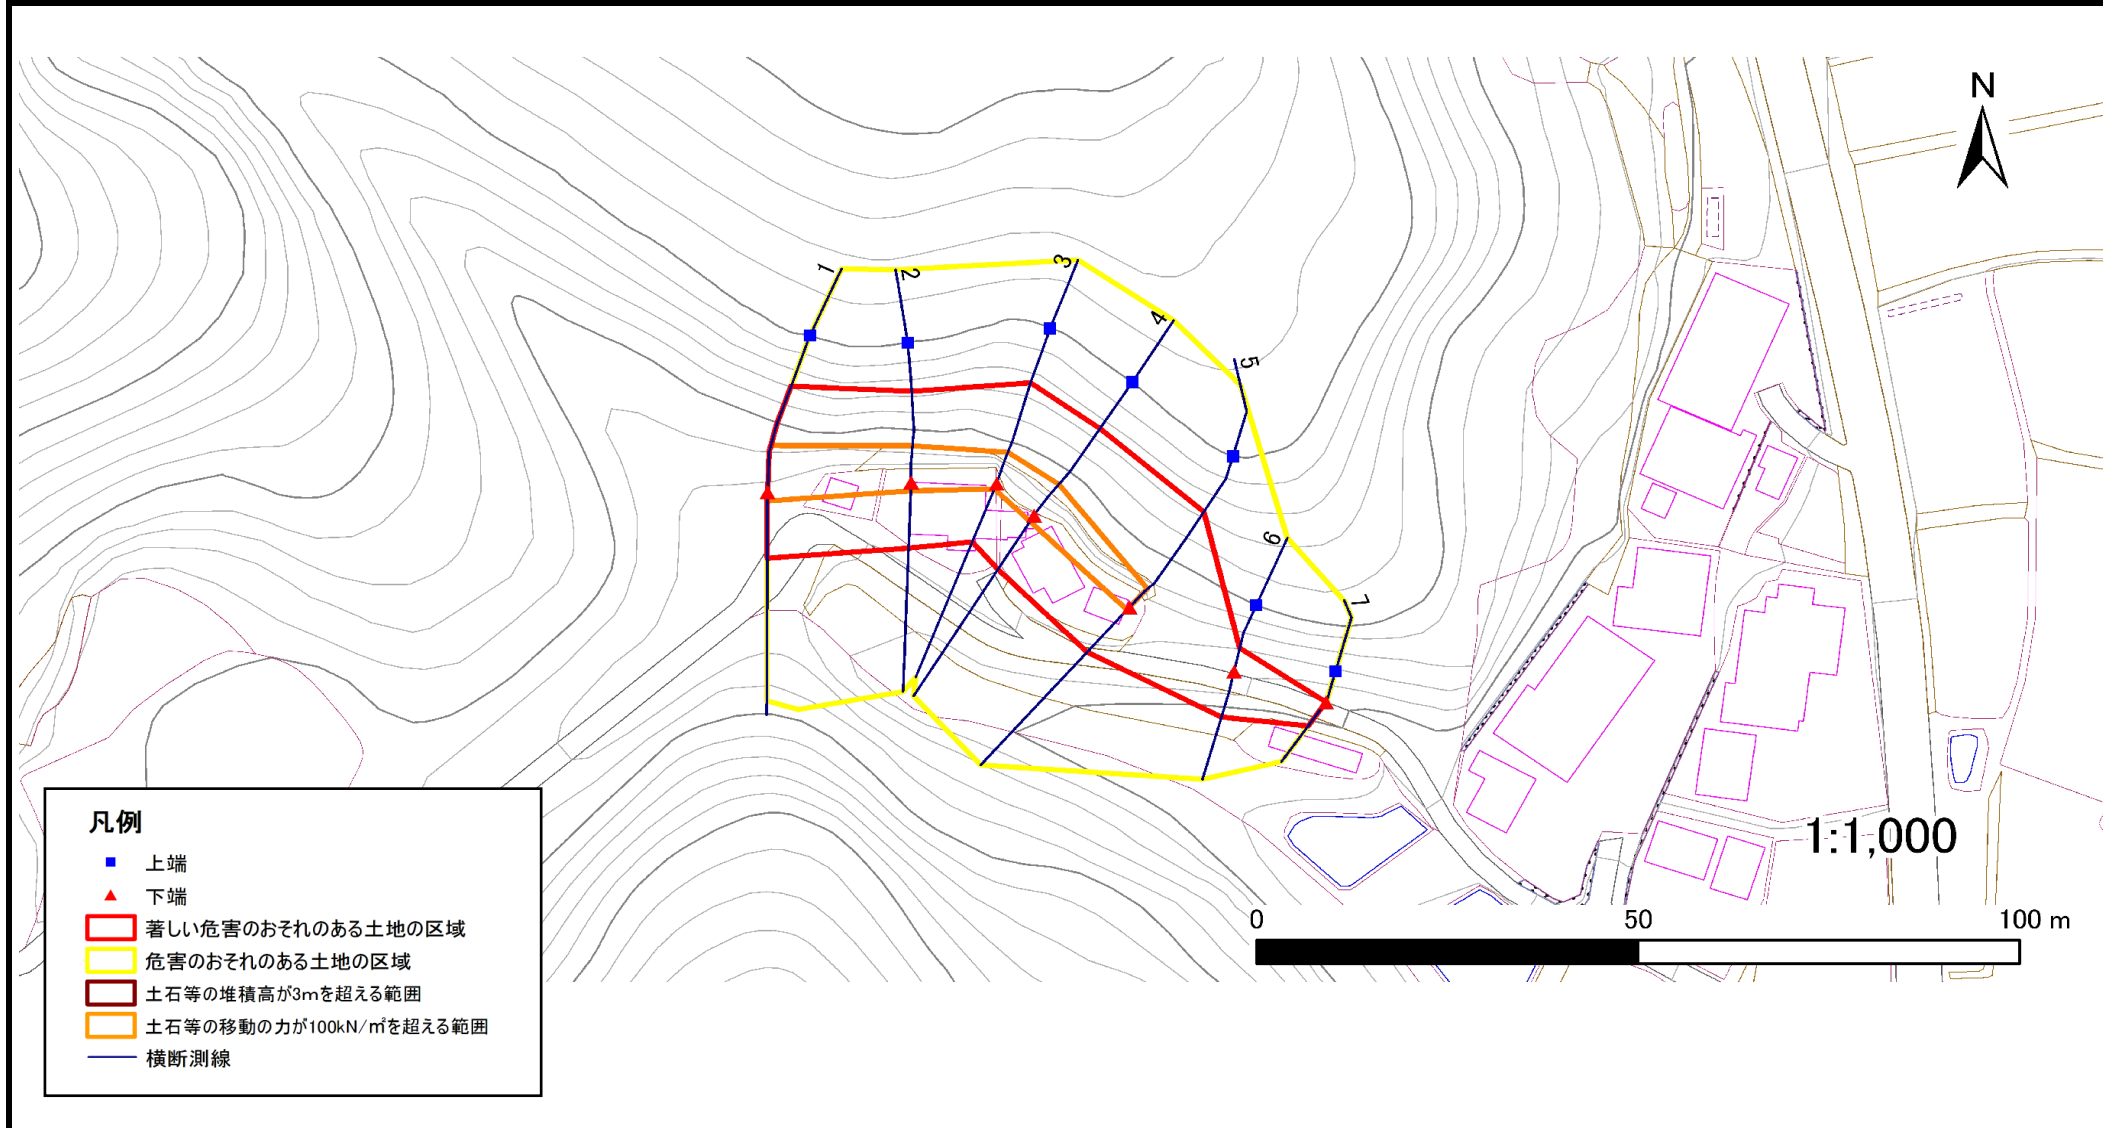 N
1
2
3
4
5
6
7
1:1,000
0 50 100 m
凡例
上端
下端
著しい危害のおそれのある土地の区域
危害のおそれのある土地の区域
土石等の堆積高が3mを超える範囲
土石等の移動の力が100kN/㎡を超える範囲
横断測線